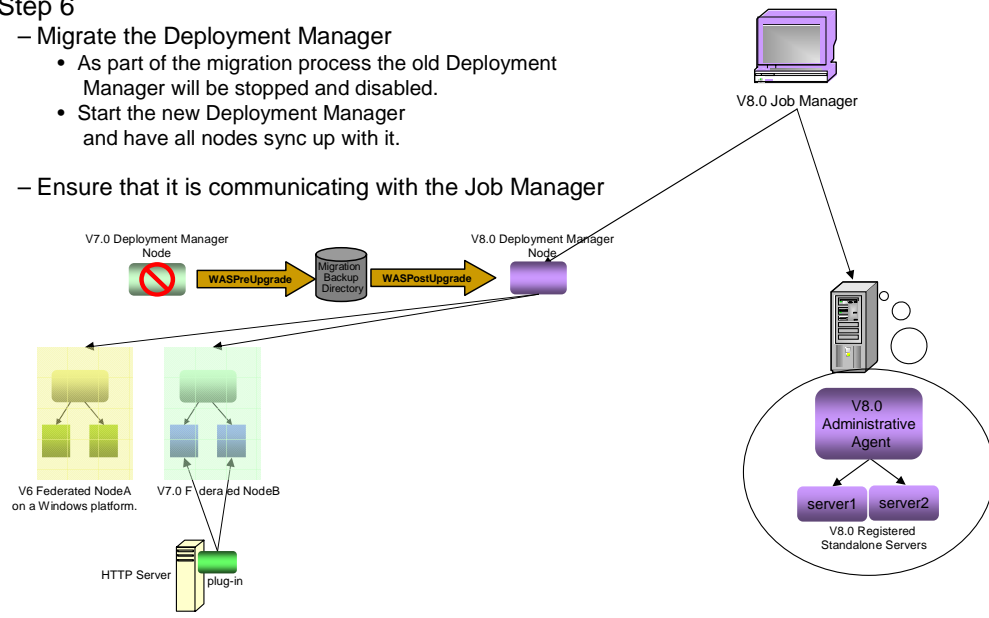 Step 6
– Migrate the Deployment Manager
• As part of the migration process the old Deployment
Manager will be stopped and disabled.
• Start the new Deployment Manager
and have all nodes sync up with it.
– Ensure that it is communicating with the Job Manager
V8.0 Job Manager
V7.0 Deployment Manager
Node
WASPreUpgrade
Migration
Backup
Directory
WASPostUpgrade
V8.0 Deployment Manager
Node
V6 Federated NodeA
on a Windows platform.
V7.0 Federated NodeB
HTTP Server
plug-in
V8.0
Administrative
Agent
server1
server2
V8.0 Registered
Standalone Servers